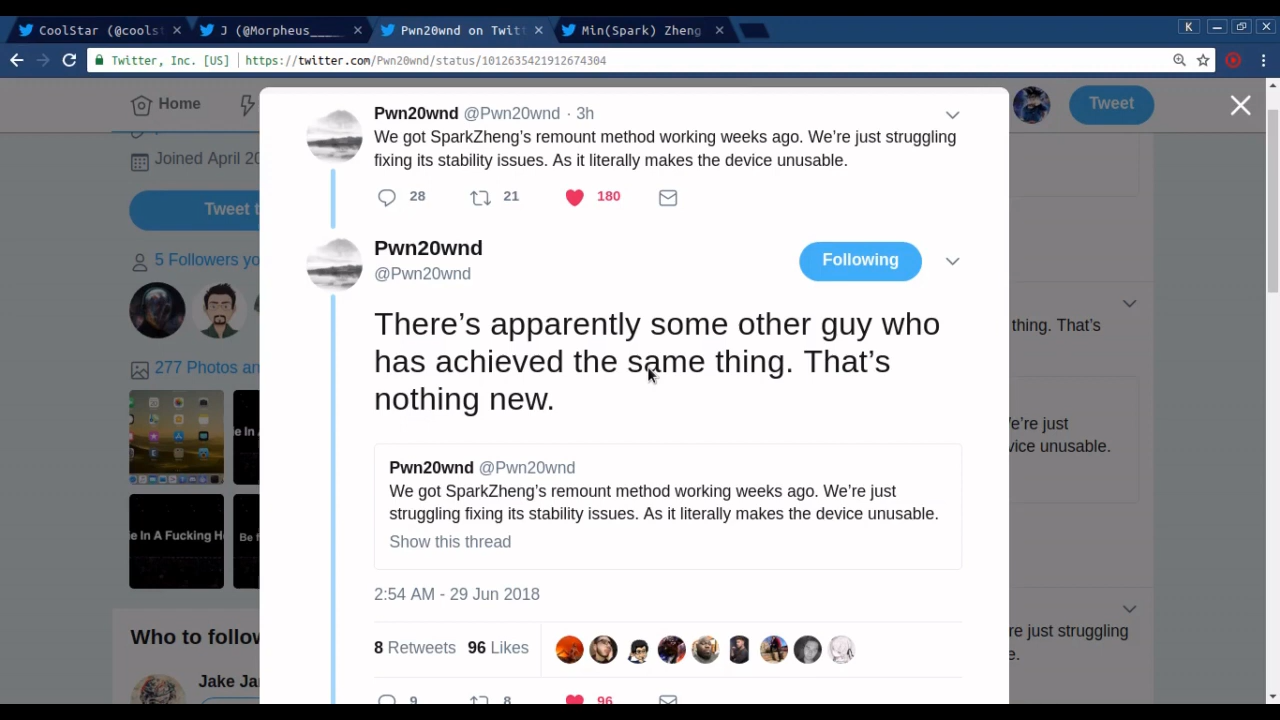 CoolStar (@cools
J (@Morpheus____
Pwn20wnd on Twitt
Min(Spark) Zheng
K
Twitter, Inc. [US]
https://twitter.com/Pwn20wnd/status/1012635421912674304
Home
Tweet
Joined April 20
Tweet t
5 Followers yo
277 Photos an
Who to follow
Jake Ja
Pwn20wnd @Pwn20wnd · 3h
We got SparkZheng’s remount method working weeks ago. We’re just struggling
fixing its stability issues. As it literally makes the device unusable.
28 21 180
Pwn20wnd
@Pwn20wnd
Following
There’s apparently some other guy who
has achieved the same thing. That’s
nothing new.
Pwn20wnd @Pwn20wnd
We got SparkZheng’s remount method working weeks ago. We’re just
struggling fixing its stability issues. As it literally makes the device unusable.
Show this thread
2:54 AM - 29 Jun 2018
8 Retweets 96 Likes
9 8 96
thing. That’s
e’re just
vice unusable.
re just struggling
e.
e In A Fucking H
Be f